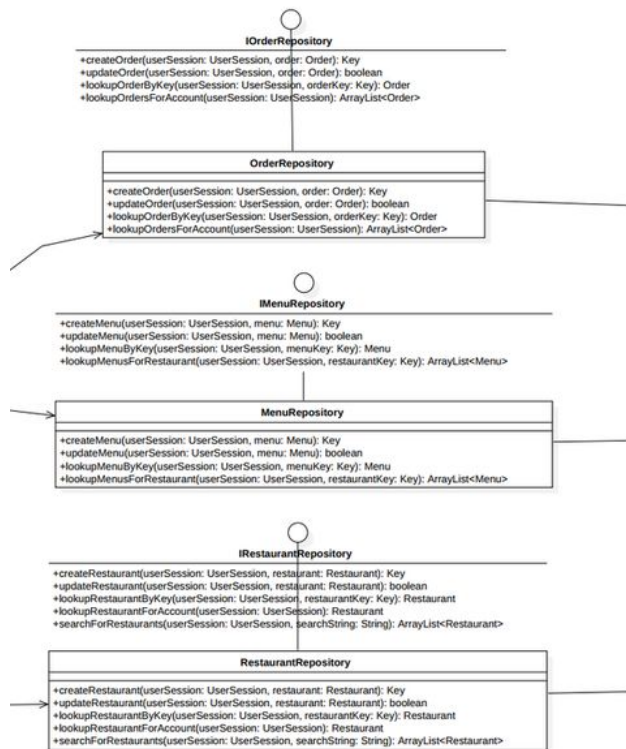 IOrderRepository
+createOrder(userSession: UserSession, order: Order): Key
+updateOrder(userSession: UserSession, order: Order): boolean
+lookupOrderByKey(userSession: UserSession, orderKey: Key): Order
+lookupOrdersForAccount(userSession: UserSession): ArrayList<Order>
OrderRepository
+createOrder(userSession: UserSession, order: Order): Key
+updateOrder(userSession: UserSession, order: Order): boolean
+lookupOrderByKey(userSession: UserSession, orderKey: Key): Order
+lookupOrdersForAccount(userSession: UserSession): ArrayList<Order>
IMenuRepository
+createMenu(userSession: UserSession, menu: Menu): Key
+updateMenu(userSession: UserSession, menu: Menu): boolean
+lookupMenuByKey(userSession: UserSession, menuKey: Key): Menu
+lookupMenusForRestaurant(userSession: UserSession, restaurantKey: Key): ArrayList<Menu>
MenuRepository
+createMenu(userSession: UserSession, menu: Menu): Key
+updateMenu(userSession: UserSession, menu: Menu): boolean
+lookupMenuByKey(userSession: UserSession, menuKey: Key): Menu
+lookupMenusForRestaurant(userSession: UserSession, restaurantKey: Key): ArrayList<Menu>
IRestaurantRepository
+createRestaurant(userSession: UserSession, restaurant: Restaurant): Key
+updateRestaurant(userSession: UserSession, restaurant: Restaurant): boolean
+lookupRestaurantByKey(userSession: UserSession, restaurantKey: Key): Restaurant
+lookupRestaurantForAccount(userSession: UserSession): Restaurant
+searchForRestaurants(userSession: UserSession, searchString: String): ArrayList<Restaurant>
RestaurantRepository
+createRestaurant(userSession: UserSession, restaurant: Restaurant): Key
+updateRestaurant(userSession: UserSession, restaurant: Restaurant): boolean
+lookupRestaurantByKey(userSession: UserSession, restaurantKey: Key): Restaurant
+lookupRestaurantForAccount(userSession: UserSession): Restaurant
+searchForRestaurants(userSession: UserSession, searchString: String): ArrayList<Restaurant>